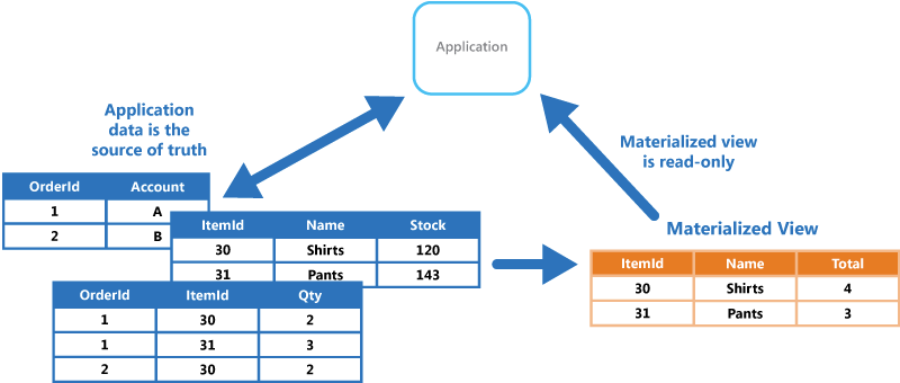 Application
Application
data is the
source of truth
Materialized view
is read-only
OrderId Account
1 A
2 B
ItemId Name Stock
30 Shirts 120
31 Pants 143
OrderId ItemId Qty
1 30 2
1 31 3
2 30 2
Materialized View
ItemId Name Total
30 Shirts 4
31 Pants 3